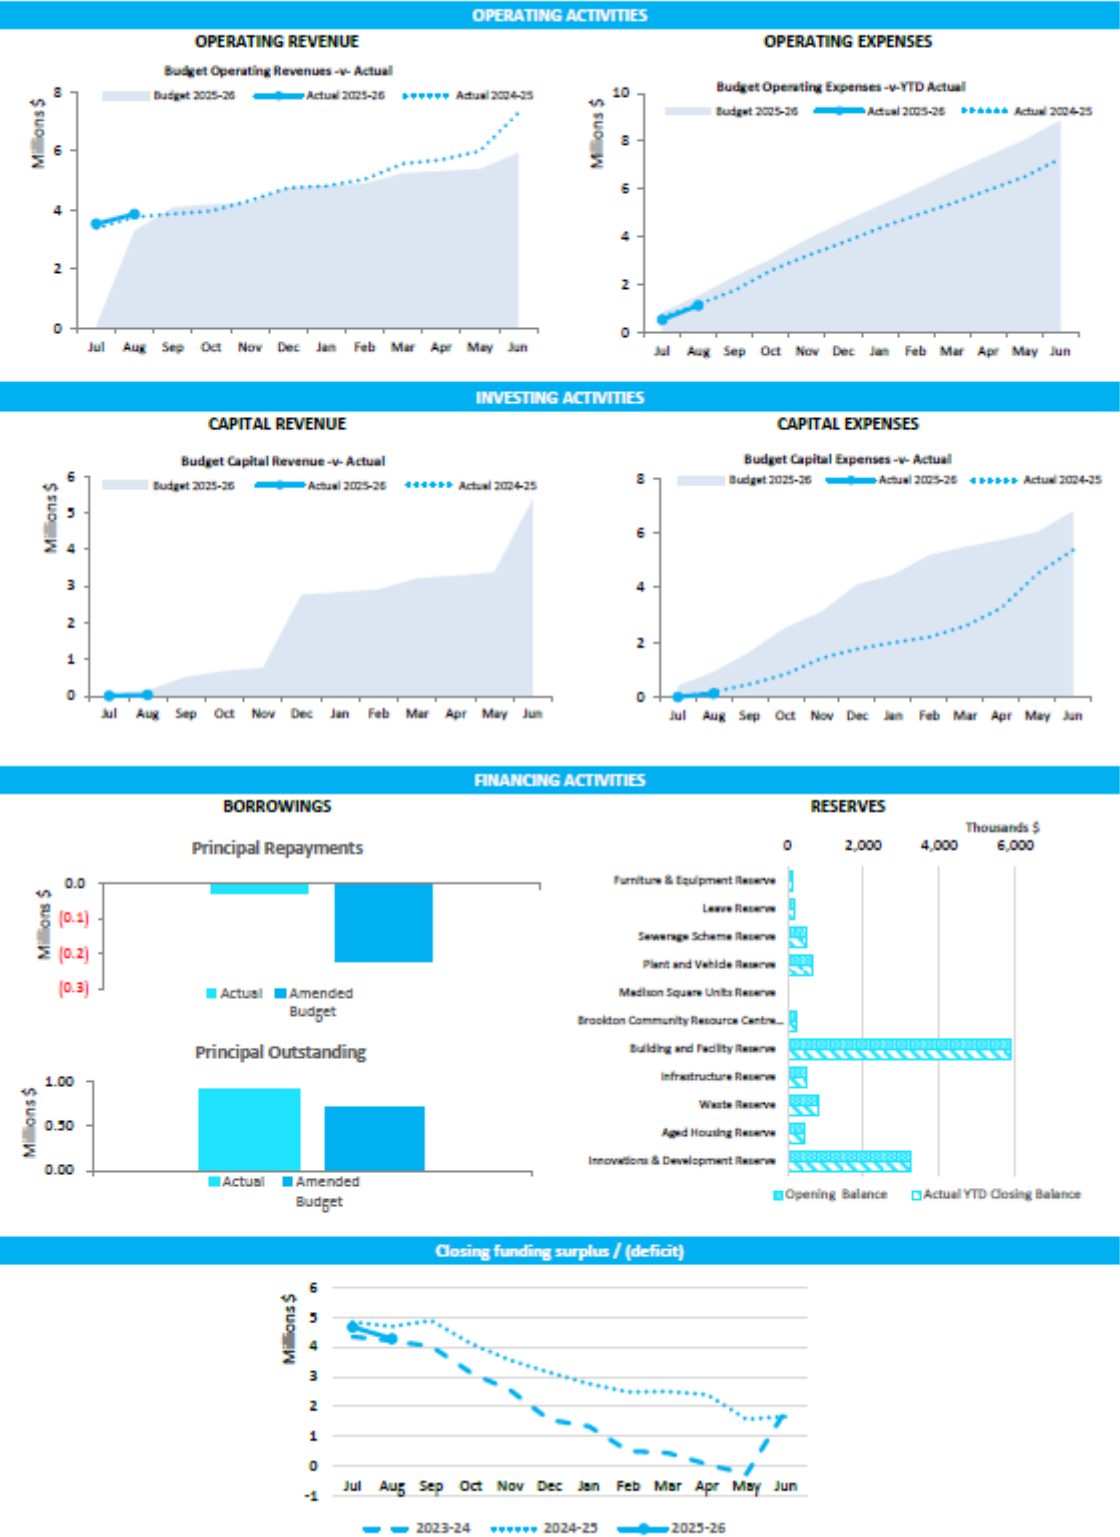 OPERATING ACTIVITIES
OPERATING REVENUE
Budget Operating Revenues -v- Actual
Budget 2025-26 Actual 2025-26 Actual 2024-25
Millions $
8
6
4
2
0
Jul Aug Sep Oct Nov Dec Jan Feb Mar Apr May Jun
OPERATING EXPENSES
Budget Operating Expenses -v-YTD Actual
Budget 2025-26 Actual 2025-26 Actual 2024-25
Millions $
10
8
6
4
2
0
Jul Aug Sep Oct Nov Dec Jan Feb Mar Apr May Jun
INVESTING ACTIVITIES
CAPITAL REVENUE
Budget Capital Revenue -v- Actual
Budget 2025-26 Actual 2025-26 Actual 2024-25
Millions $
6
5
4
3
2
1
0
Jul Aug Sep Oct Nov Dec Jan Feb Mar Apr May Jun
CAPITAL EXPENSES
Budget Capital Expenses -v- Actual
Budget 2025-26 Actual 2025-26 Actual 2024-25
8
6
4
2
0
Jul Aug Sep Oct Nov Dec Jan Feb Mar Apr May Jun
FINANCING ACTIVITIES
BORROWINGS
Principal Repayments
Millions $
0.0
(0.1)
(0.2)
(0.3)
Actual Amended
Budget
Principal Outstanding
Millions $
1.00
0.50
0.00
Actual Amended
Budget
RESERVES
Thousands $
0 2,000 4,000 6,000
Furniture & Equipment Reserve
Leave Reserve
Sewerage Scheme Reserve
Plant and Vehicle Reserve
Madison Square Units Reserve
Brookton Community Resource Centre...
Building and Facility Reserve
Infrastructure Reserve
Waste Reserve
Aged Housing Reserve
Innovations & Development Reserve
Opening Balance Actual YTD Closing Balance
Closing funding surplus / (deficit)
Millions $
6
5
4
3
2
1
0
-1
Jul Aug Sep Oct Nov Dec Jan Feb Mar Apr May Jun
2023-24 2024-25 2025-26